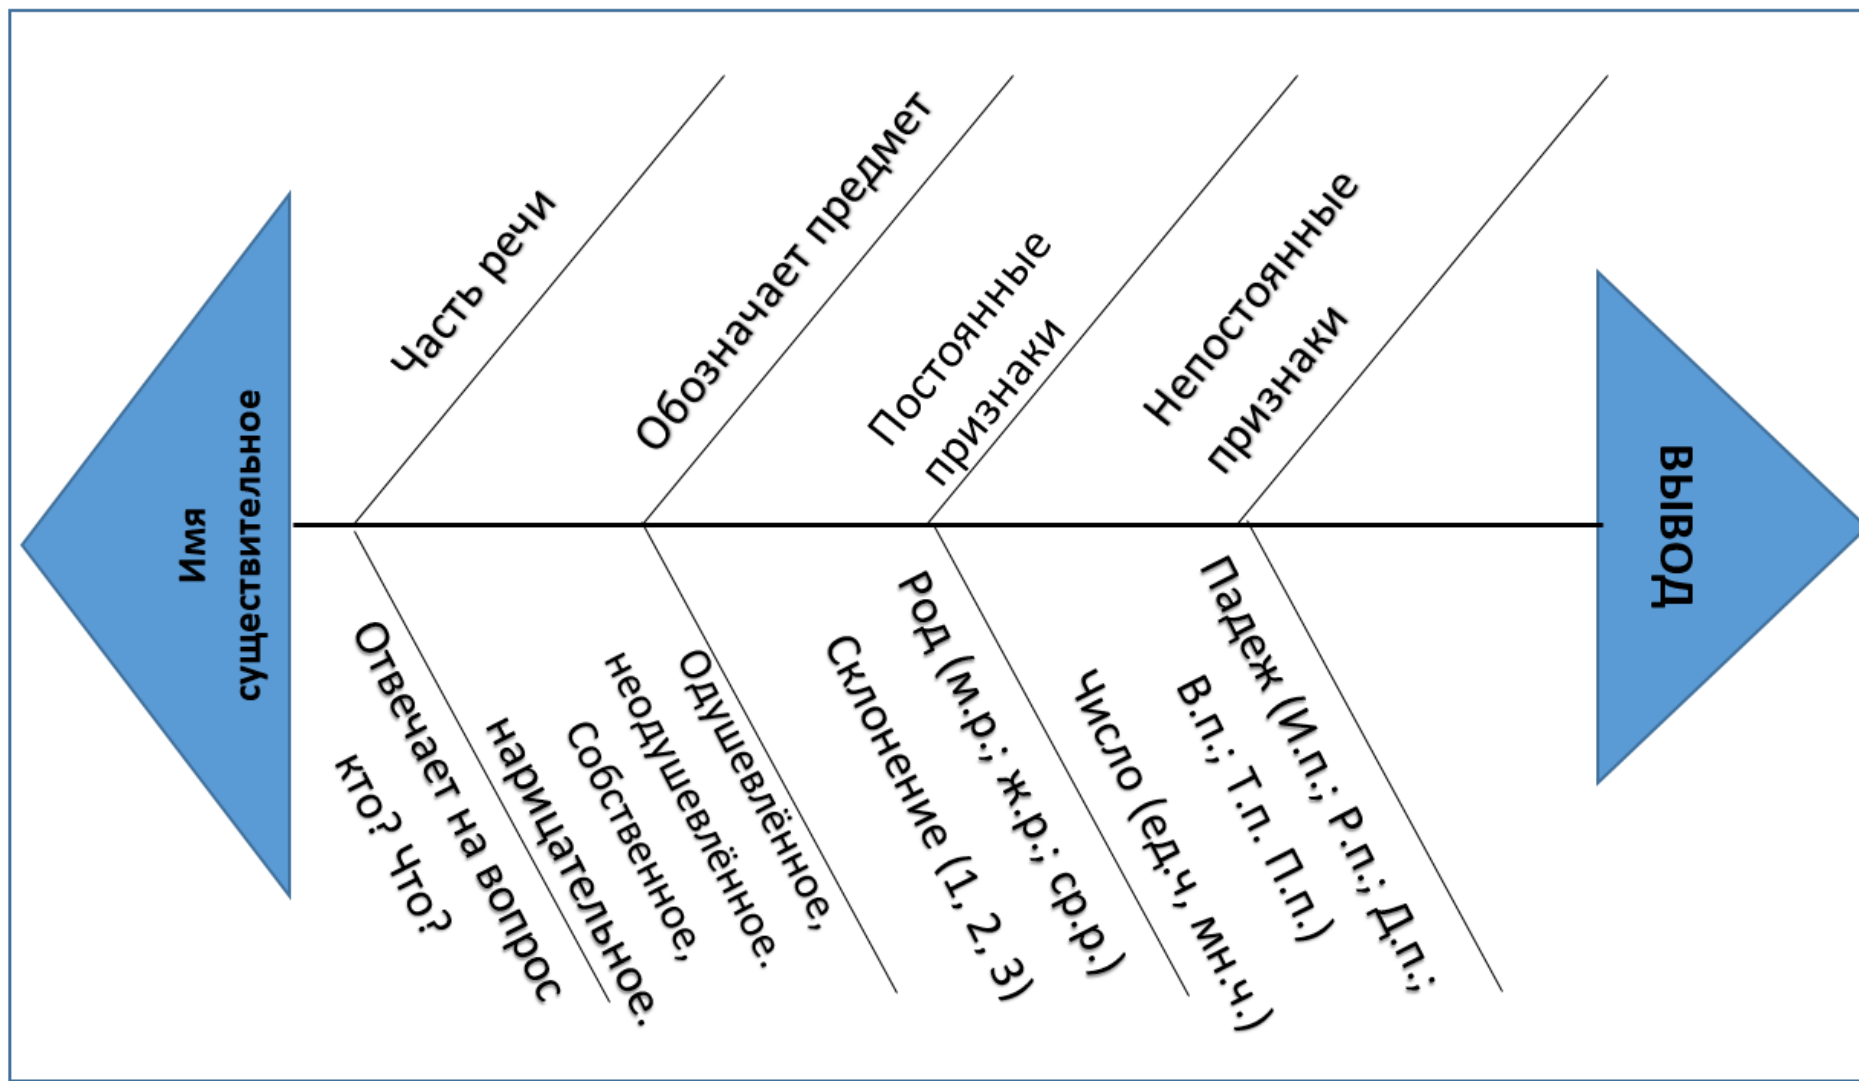 Имя
существительное
Часть речи
Обозначает предмет
Постоянные
признаки
Непостоянные
признаки
Отвечает на вопрос
кто? Что?
Одушевлённое,
неодушевлённое.
Собственное,
нарицательное.
Род (м.р.; ж.р.; ср.р.)
Склонение (1, 2, 3)
Падеж (И.п.; Р.п.; Д.п.;
В.п.; Т.п. П.п.)
Число (ед.ч, мн.ч.)
ВЫВОД